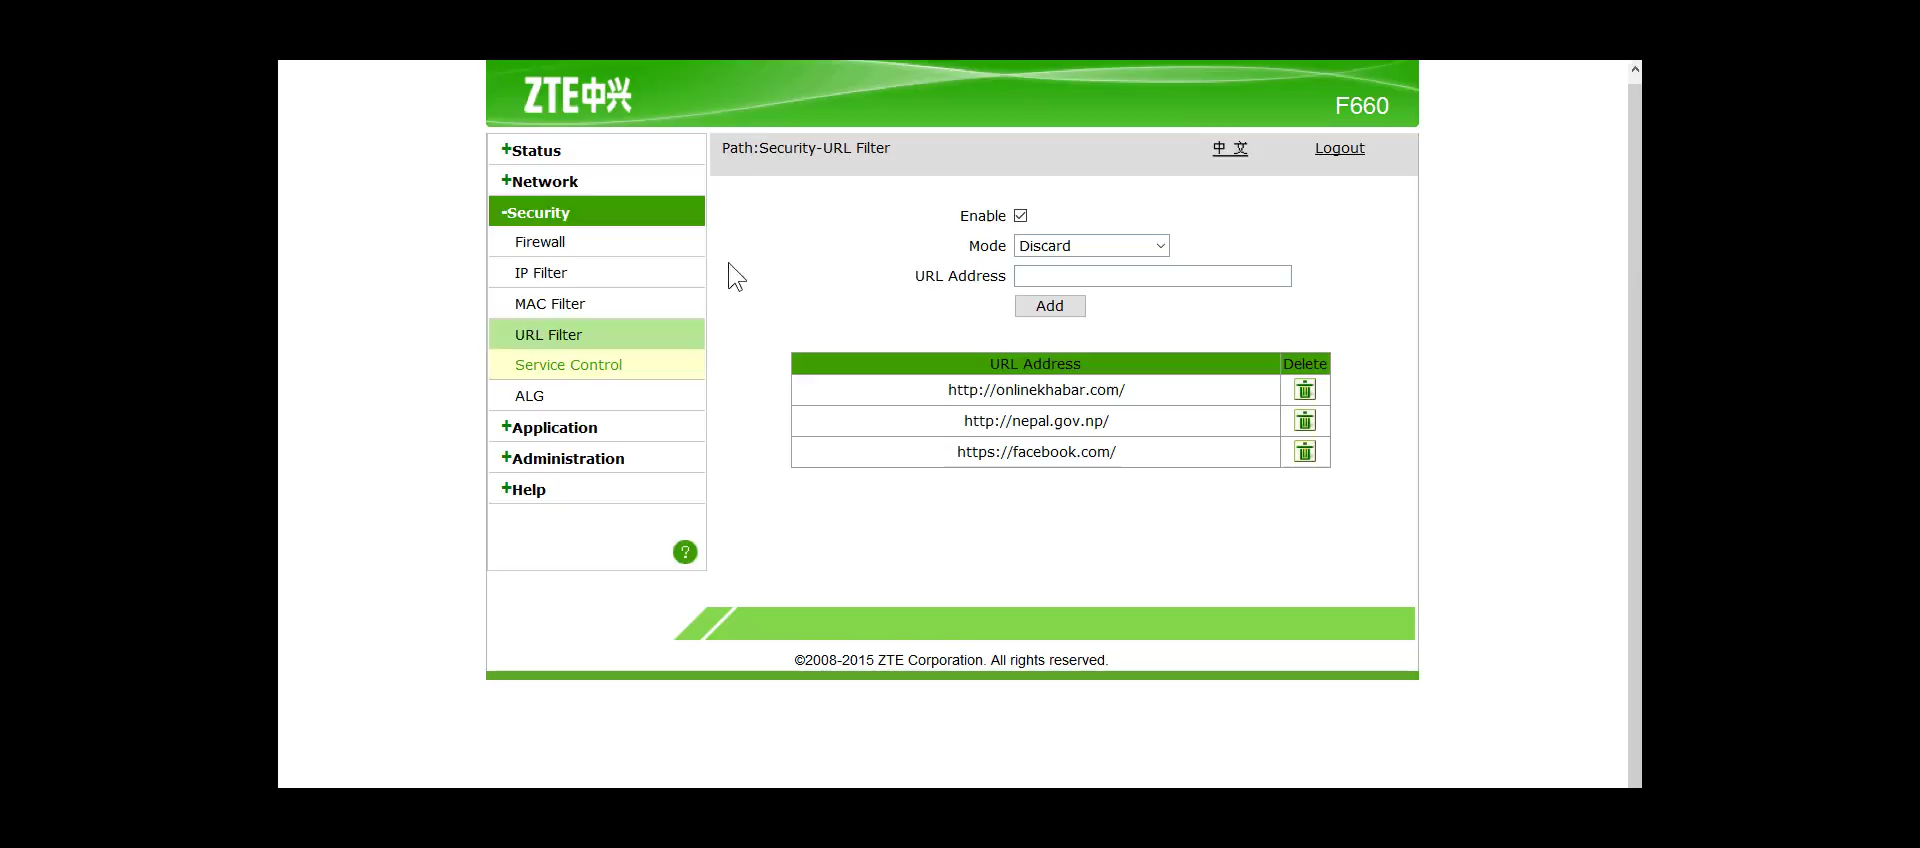 ZTE中兴
F660
+Status
+Network
-Security
Firewall
IP Filter
MAC Filter
URL Filter
Service Control
ALG
+Application
+Administration
+Help
?
Path:Security-URL Filter
中 文
Logout
Enable
Mode Discard
URL Address
Add
URL Address Delete
http://onlinekhabar.com/
http://nepal.gov.np/
https://facebook.com/
©2008-2015 ZTE Corporation. All rights reserved.